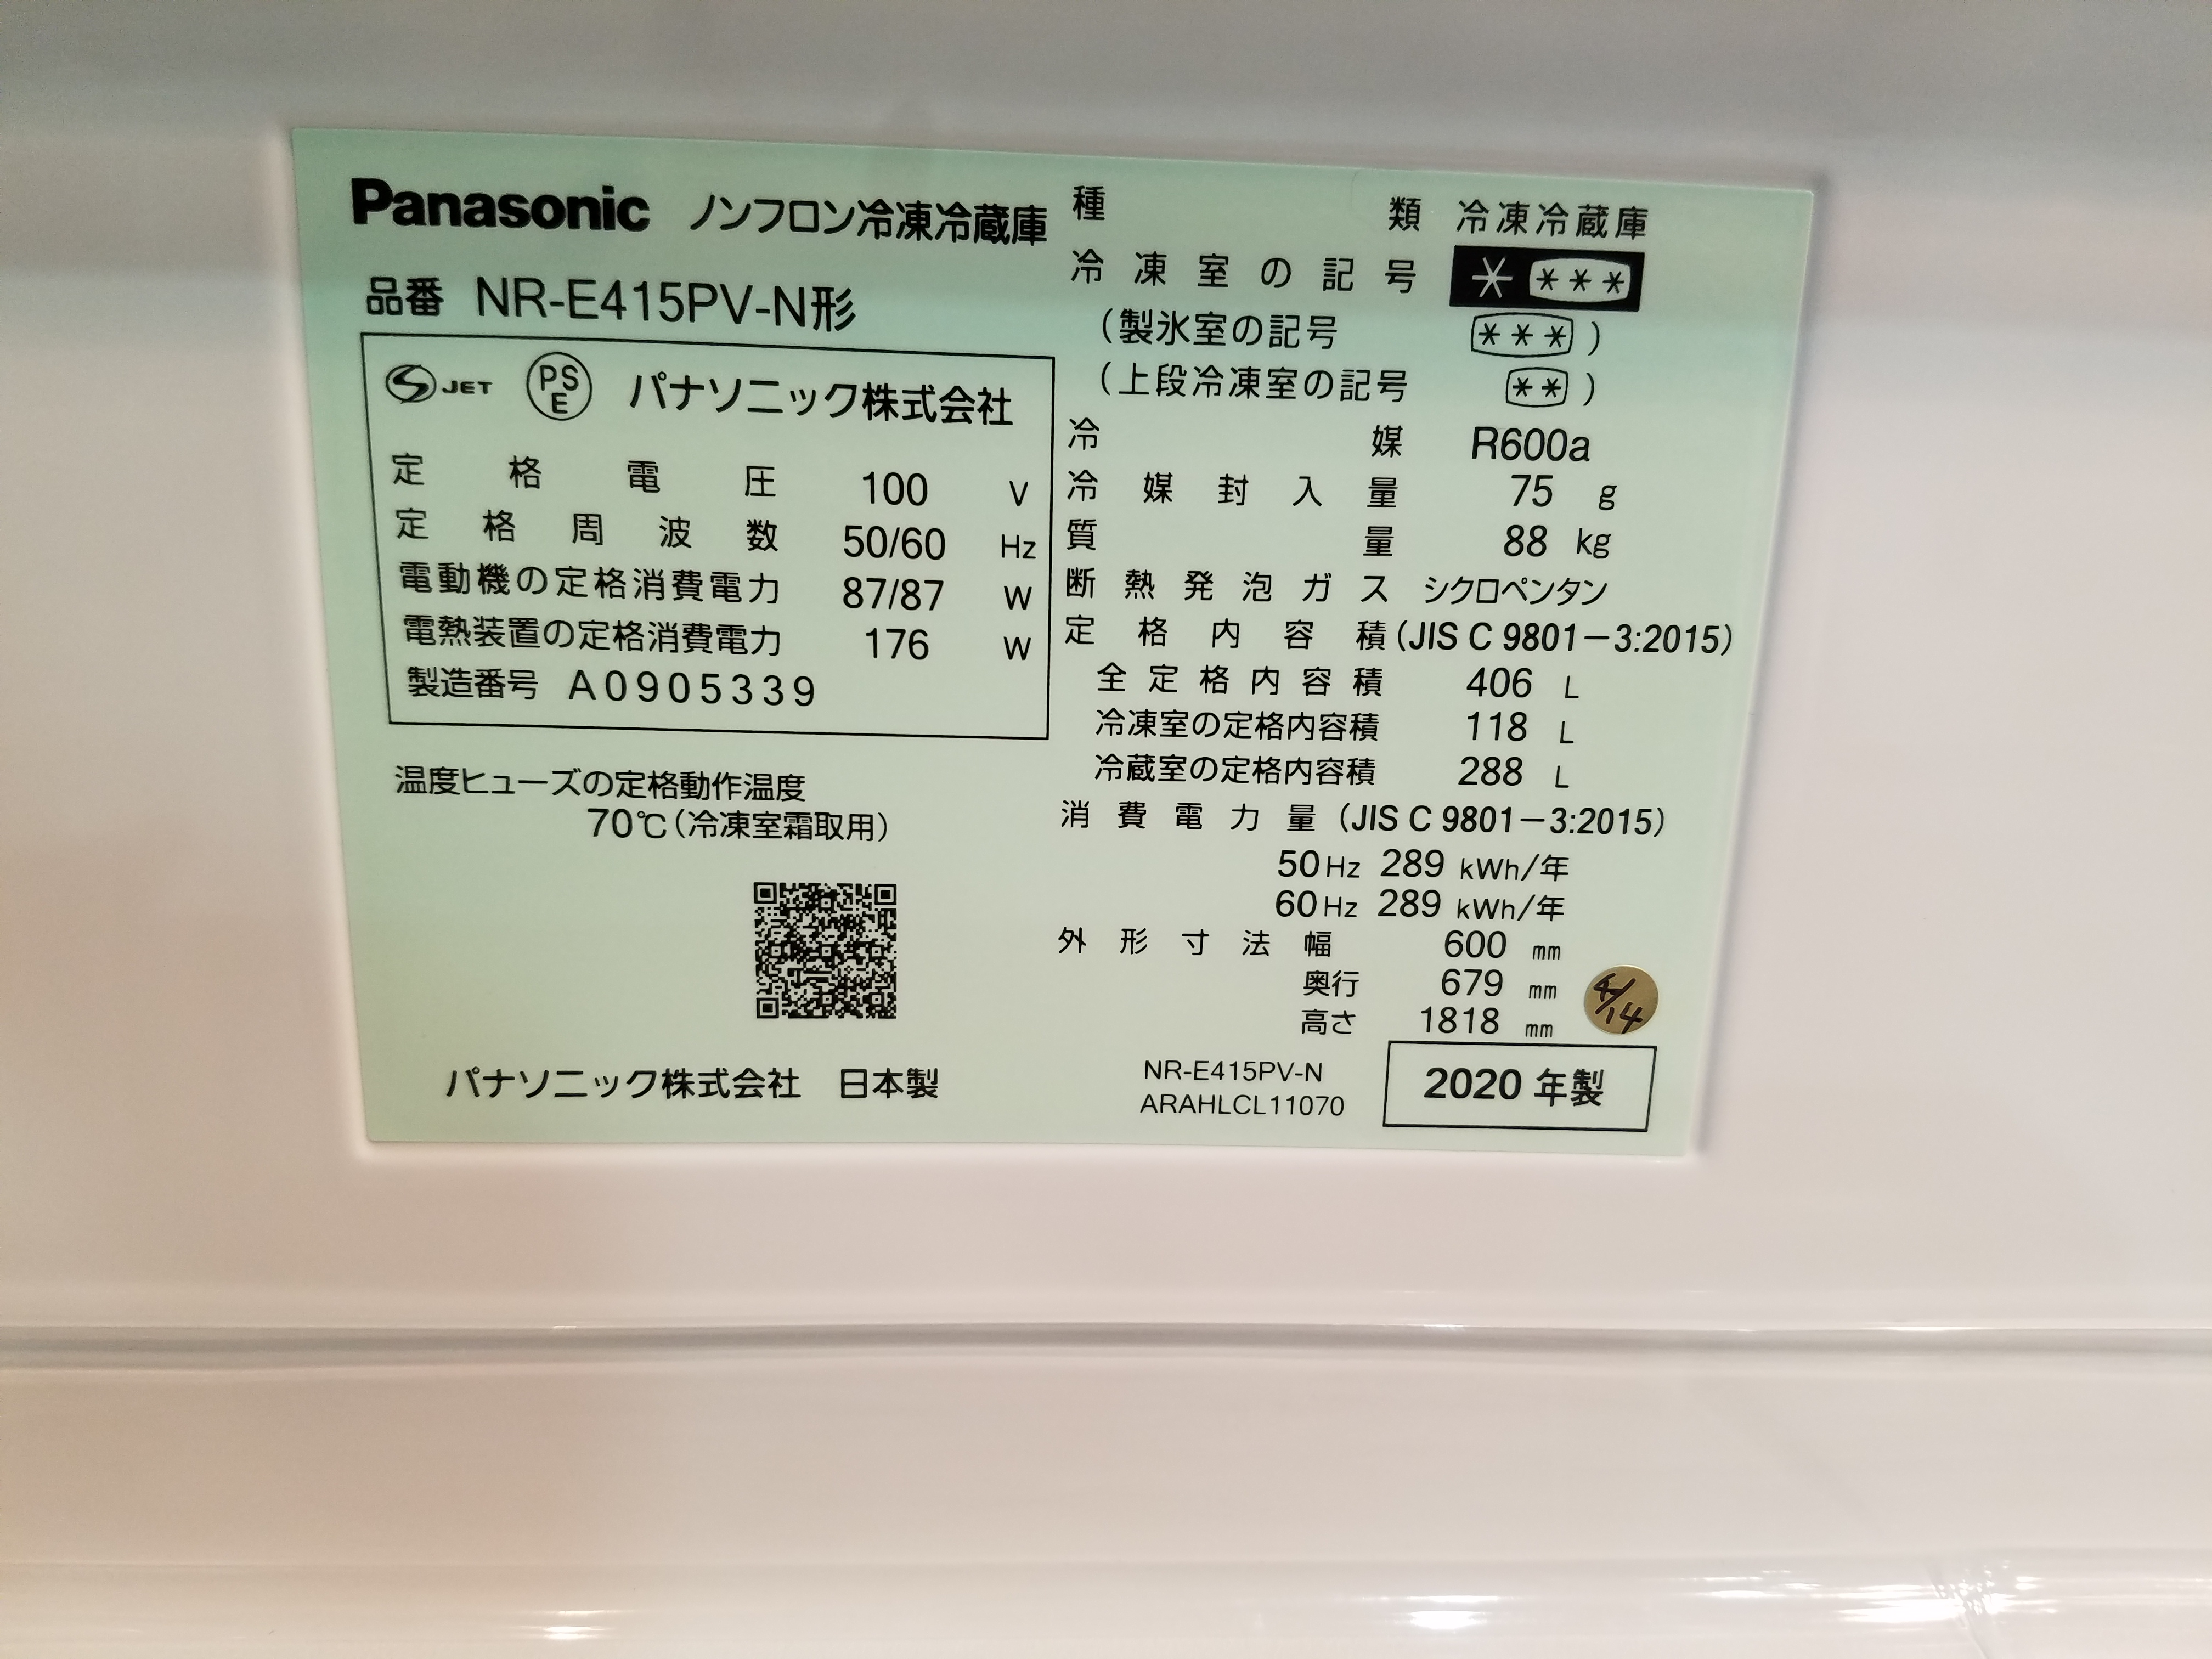 Panasonic ノンフロン冷凍冷蔵庫
品番 NR-E415PV-N形
S JET PSE パナソニック株式会社
定格電圧 100 V
定格周波数 50/60 Hz
電動機の定格消費電力 87/87 W
電熱装置の定格消費電力 176 W
製造番号 A0905339
温度ヒューズの定格動作温度
70℃(冷凍室霜取用)
パナソニック株式会社 日本製
種類 冷凍冷蔵庫
冷凍室の記号 * ***
(製氷室の記号 ***)
(上段冷凍室の記号 **)
冷媒 R600a
冷媒封入量 75 g
質量 88 kg
断熱発泡ガス シクロペンタン
定格内容積(JIS C 9801-3:2015)
全定格内容積 406 L
冷凍室の定格内容積 118 L
冷蔵室の定格内容積 288 L
消費電力量(JIS C 9801-3:2015)
50Hz 289 kWh/年
60Hz 289 kWh/年
外形寸法 幅 600 mm
奥行 679 mm
高さ 1818 mm
4/14
NR-E415PV-N
ARAHLCL11070
2020年製